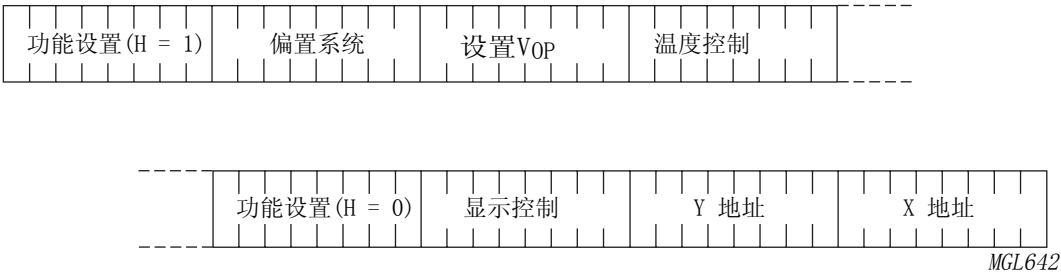 功能设置(H = 1) 偏置系统 设置VOP 温度控制
功能设置(H = 0) 显示控制 Y 地址 X 地址
MGL642